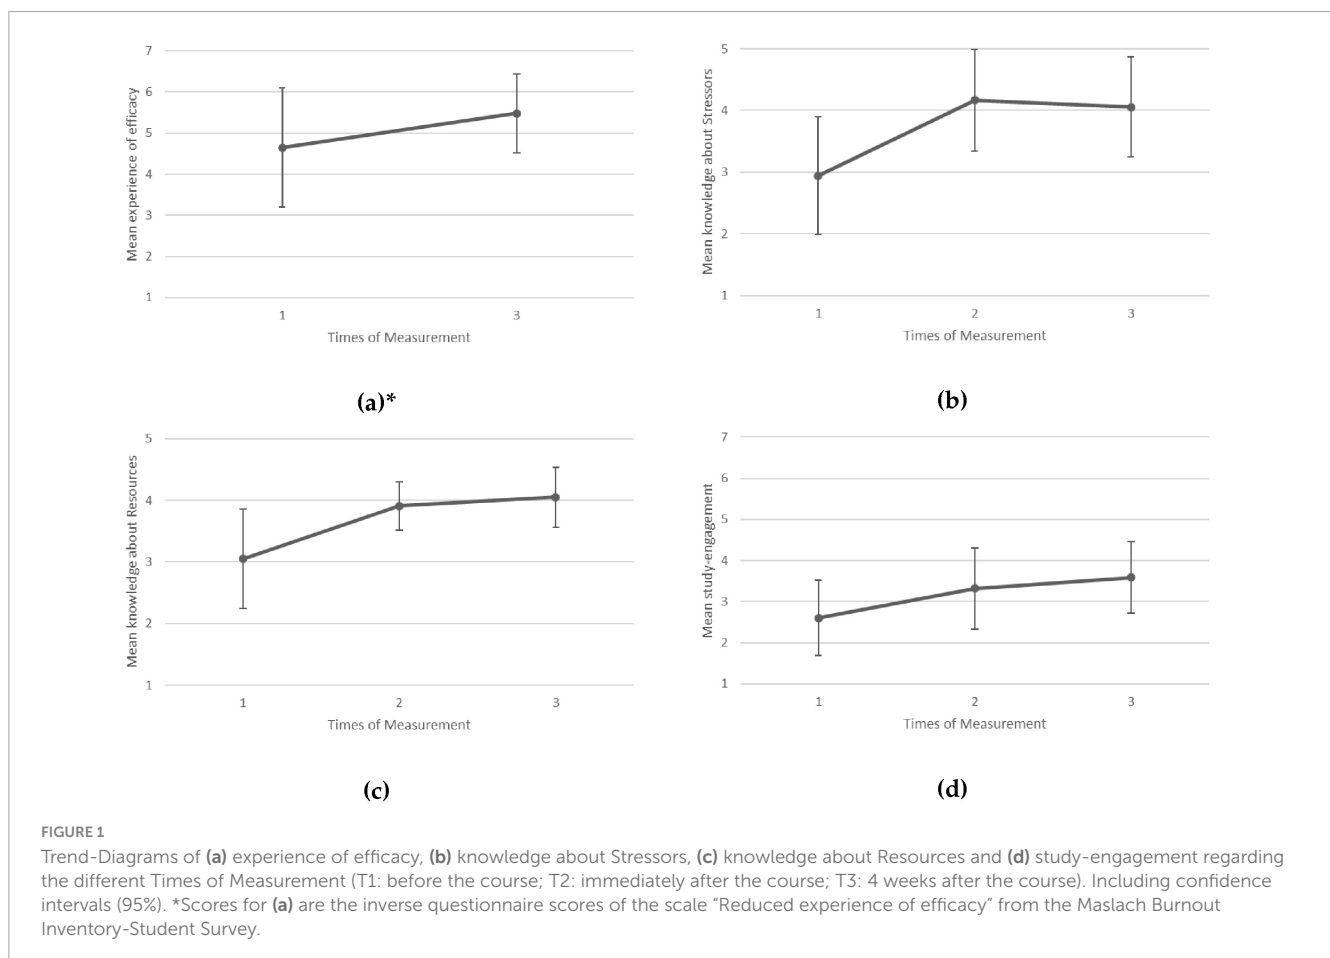 Mean experience of efficacy
7
6
5
4
3
2
1
1 3
Times of Measurement
(a)*
Mean knowledge about Stressors
5
4
3
2
1
1 2 3
Times of Measurement
(b)
Mean knowledge about Resources
5
4
3
2
1
1 2 3
Times of Measurement
(c)
Mean study-engagement
7
6
5
4
3
2
1
1 2 3
Times of Measurement
(d)
FIGURE 1
Trend-Diagrams of (a) experience of efficacy, (b) knowledge about Stressors, (c) knowledge about Resources and (d) study-engagement regarding
the different Times of Measurement (T1: before the course; T2: immediately after the course; T3: 4 weeks after the course). Including confidence
intervals (95%). *Scores for (a) are the inverse questionnaire scores of the scale “Reduced experience of efficacy” from the Maslach Burnout
Inventory-Student Survey.